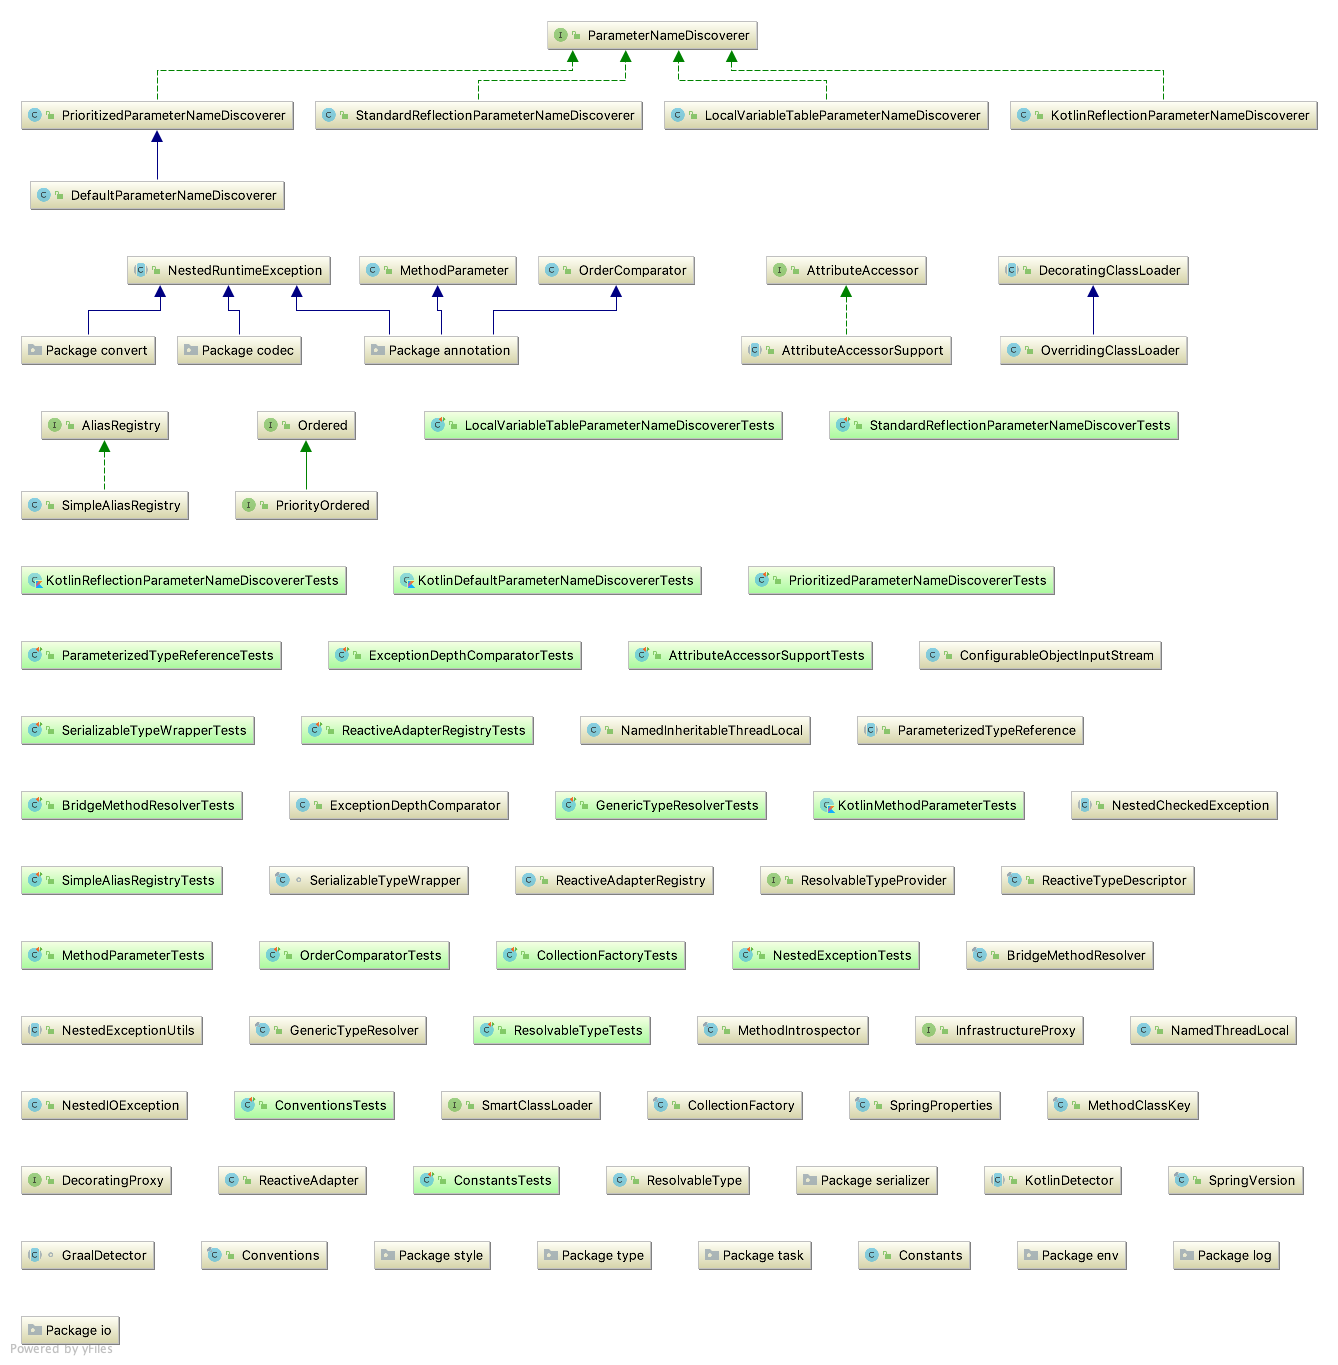 ParameterNameDiscoverer
PrioritizedParameterNameDiscoverer
StandardReflectionParameterNameDiscoverer
LocalVariableTableParameterNameDiscoverer
KotlinReflectionParameterNameDiscoverer
DefaultParameterNameDiscoverer
NestedRuntimeException
MethodParameter
OrderComparator
AttributeAccessor
DecoratingClassLoader
Package convert
Package codec
Package annotation
AttributeAccessorSupport
OverridingClassLoader
AliasRegistry
Ordered
LocalVariableTableParameterNameDiscovererTests
StandardReflectionParameterNameDiscoverTests
SimpleAliasRegistry
PriorityOrdered
KotlinReflectionParameterNameDiscovererTests
KotlinDefaultParameterNameDiscovererTests
PrioritizedParameterNameDiscovererTests
ParameterizedTypeReferenceTests
ExceptionDepthComparatorTests
AttributeAccessorSupportTests
ConfigurableObjectInputStream
SerializableTypeWrapperTests
ReactiveAdapterRegistryTests
NamedInheritableThreadLocal
ParameterizedTypeReference
BridgeMethodResolverTests
ExceptionDepthComparator
GenericTypeResolverTests
KotlinMethodParameterTests
NestedCheckedException
SimpleAliasRegistryTests
SerializableTypeWrapper
ReactiveAdapterRegistry
ResolvableTypeProvider
ReactiveTypeDescriptor
MethodParameterTests
OrderComparatorTests
CollectionFactoryTests
NestedExceptionTests
BridgeMethodResolver
NestedExceptionUtils
GenericTypeResolver
ResolvableTypeTests
MethodIntrospector
InfrastructureProxy
NamedThreadLocal
NestedIOException
ConventionsTests
SmartClassLoader
CollectionFactory
SpringProperties
MethodClassKey
DecoratingProxy
ReactiveAdapter
ConstantsTests
ResolvableType
Package serializer
KotlinDetector
SpringVersion
GraalDetector
Conventions
Package style
Package type
Package task
Constants
Package env
Package log
Package io
Powered by yFiles